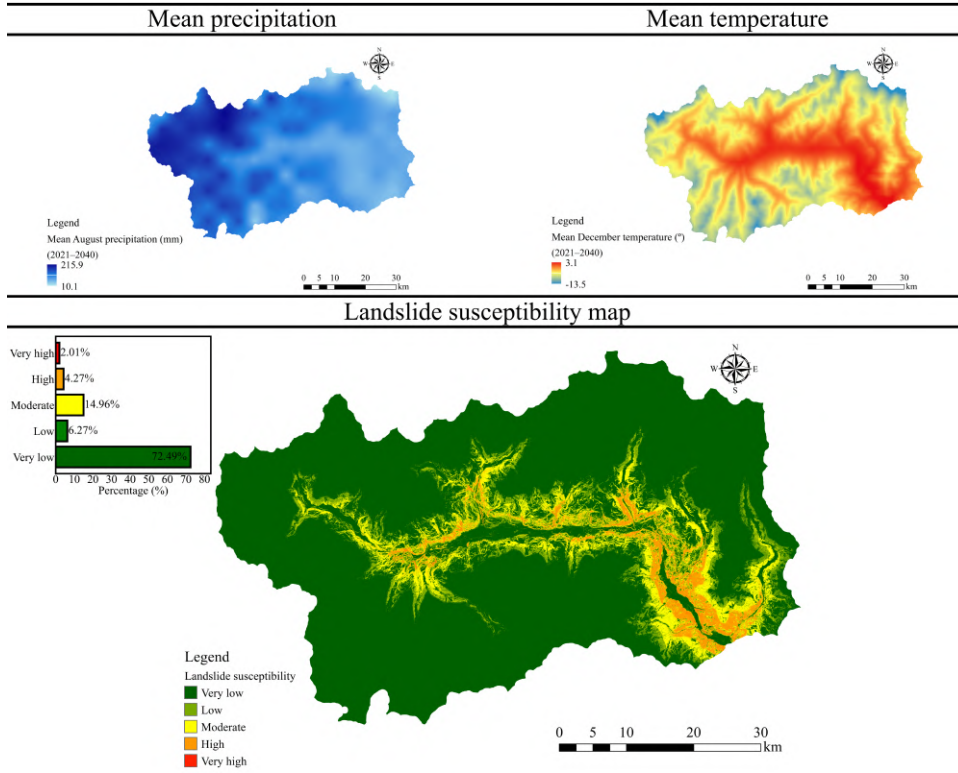 Mean precipitation
Mean temperature
N
W E
S
Legend
Mean August precipitation (mm)
(2021–2040)
215.9
10.1
0 5 10 20 30
km
N
W E
S
Legend
Mean December temperature (º)
(2021–2040)
3.1
-13.5
0 5 10 20 30
km
Landslide susceptibility map
Very high 2.01%
High 4.27%
Moderate 14.96%
Low 6.27%
Very low 72.49%
0 10 20 30 40 50 60 70 80
Percentage (%)
N
W E
S
Legend
Landslide susceptibility
Very low
Low
Moderate
High
Very high
0 5 10 20 30
km